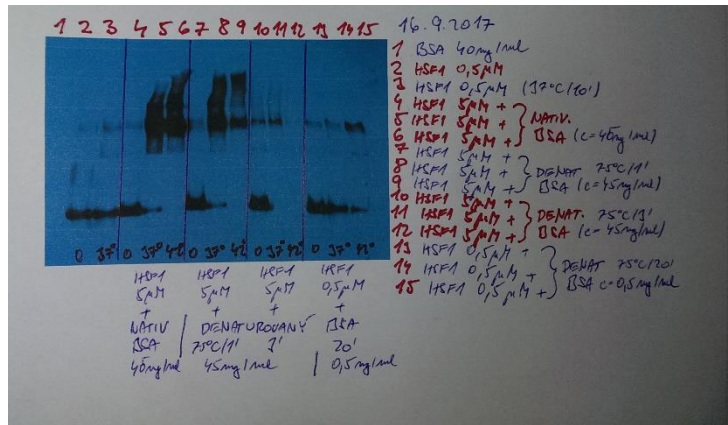 1 2 3 4 5 6 7 8 9 10 11 12 13 14 15
16.9.2017
1 BSA 40mg/ml
2 HSF1 0,5µM
3 HSF1 0,5µM (37°C/10')
4 HSF1 5µM +
5 HSF1 5µM + NATIV.
6 HSF1 5µM + BSA (c=45mg/ml)
7 HSF1 5µM +
8 HSF1 5µM + DENAT 75°C/1'
9 HSF1 5µM + BSA (c=45mg/ml)
10 HSF1 5µM +
11 HSF1 5µM + DENAT. 75°C/3'
12 HSF1 5µM + BSA (c=45mg/ml)
13 HSF1 0,5µM +
14 HSF1 0,5µM + DENAT 75°C/20'
15 HSF1 0,5µM + BSA c=0,5mg/ml
0 37° 0 37° 42° 0 37° 42° 0 37° 42° 0 37° 42°
HSF1 HSF1 HSF1 HSF1
5µM 5µM 5µM 0,5µM
+ + + +
NATIV DENATUROVANÝ BSA
BSA 75°C/1' 3' 20'
45mg/ml 45mg/ml 0,5mg/ml